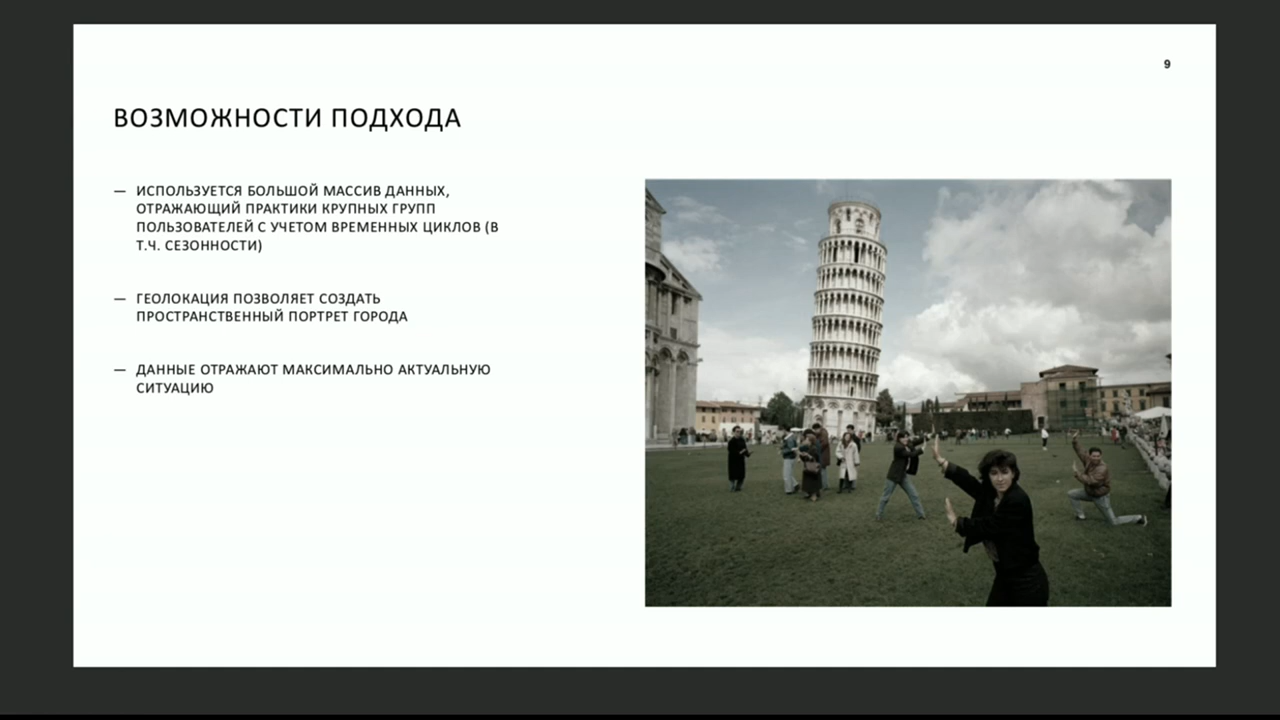 9
ВОЗМОЖНОСТИ ПОДХОДА
— ИСПОЛЬЗУЕТСЯ БОЛЬШОЙ МАССИВ ДАННЫХ,
ОТРАЖАЮЩИЙ ПРАКТИКИ КРУПНЫХ ГРУПП
ПОЛЬЗОВАТЕЛЕЙ С УЧЕТОМ ВРЕМЕННЫХ ЦИКЛОВ (В
Т.Ч. СЕЗОННОСТИ)
— ГЕОЛОКАЦИЯ ПОЗВОЛЯЕТ СОЗДАТЬ
ПРОСТРАНСТВЕННЫЙ ПОРТРЕТ ГОРОДА
— ДАННЫЕ ОТРАЖАЮТ МАКСИМАЛЬНО АКТУАЛЬНУЮ
СИТУАЦИЮ